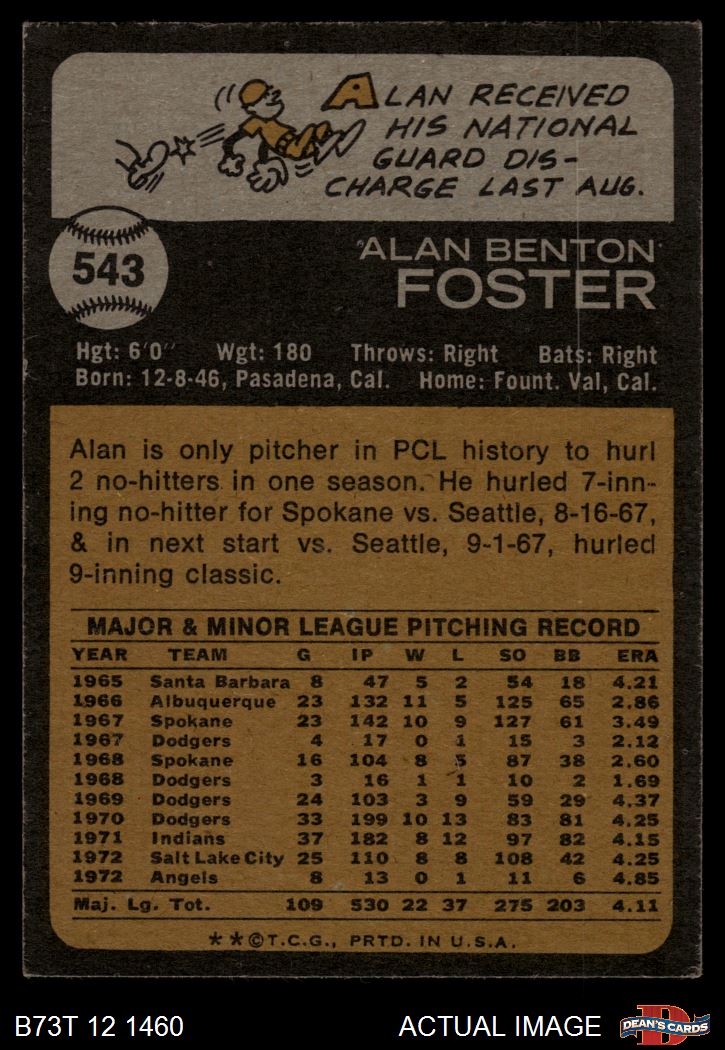 ALAN RECEIVED
HIS NATIONAL
GUARD DIS-
CHARGE LAST AUG.
543
ALAN BENTON
FOSTER
Hgt: 6'0" Wgt: 180 Throws: Right Bats: Right
Born: 12-8-46, Pasadena, Cal. Home: Fount. Val, Cal.
Alan is only pitcher in PCL history to hurl
2 no-hitters in one season. He hurled 7-inn-
ing no-hitter for Spokane vs. Seattle, 8-16-67,
& in next start vs. Seattle, 9-1-67, hurled
9-inning classic.
MAJOR & MINOR LEAGUE PITCHING RECORD
YEAR TEAM G IP W L SO BB ERA
1965 Santa Barbara 8 47 5 2 54 18 4.21
1966 Albuquerque 23 132 11 5 125 65 2.86
1967 Spokane 23 142 10 9 127 61 3.49
1967 Dodgers 4 17 0 1 15 3 2.12
1968 Spokane 16 104 8 5 87 38 2.60
1968 Dodgers 3 16 1 1 10 2 1.69
1969 Dodgers 24 103 3 9 59 29 4.37
1970 Dodgers 33 199 10 13 83 81 4.25
1971 Indians 37 182 8 12 97 82 4.15
1972 Salt Lake City 25 110 8 8 108 42 4.25
1972 Angels 8 13 0 1 11 6 4.85
Maj. Lg. Tot. 109 530 22 37 275 203 4.11
**©T.C.G., PRTD. IN U.S.A.
B73T 12 1460 ACTUAL IMAGE D DEAN'S CARDS